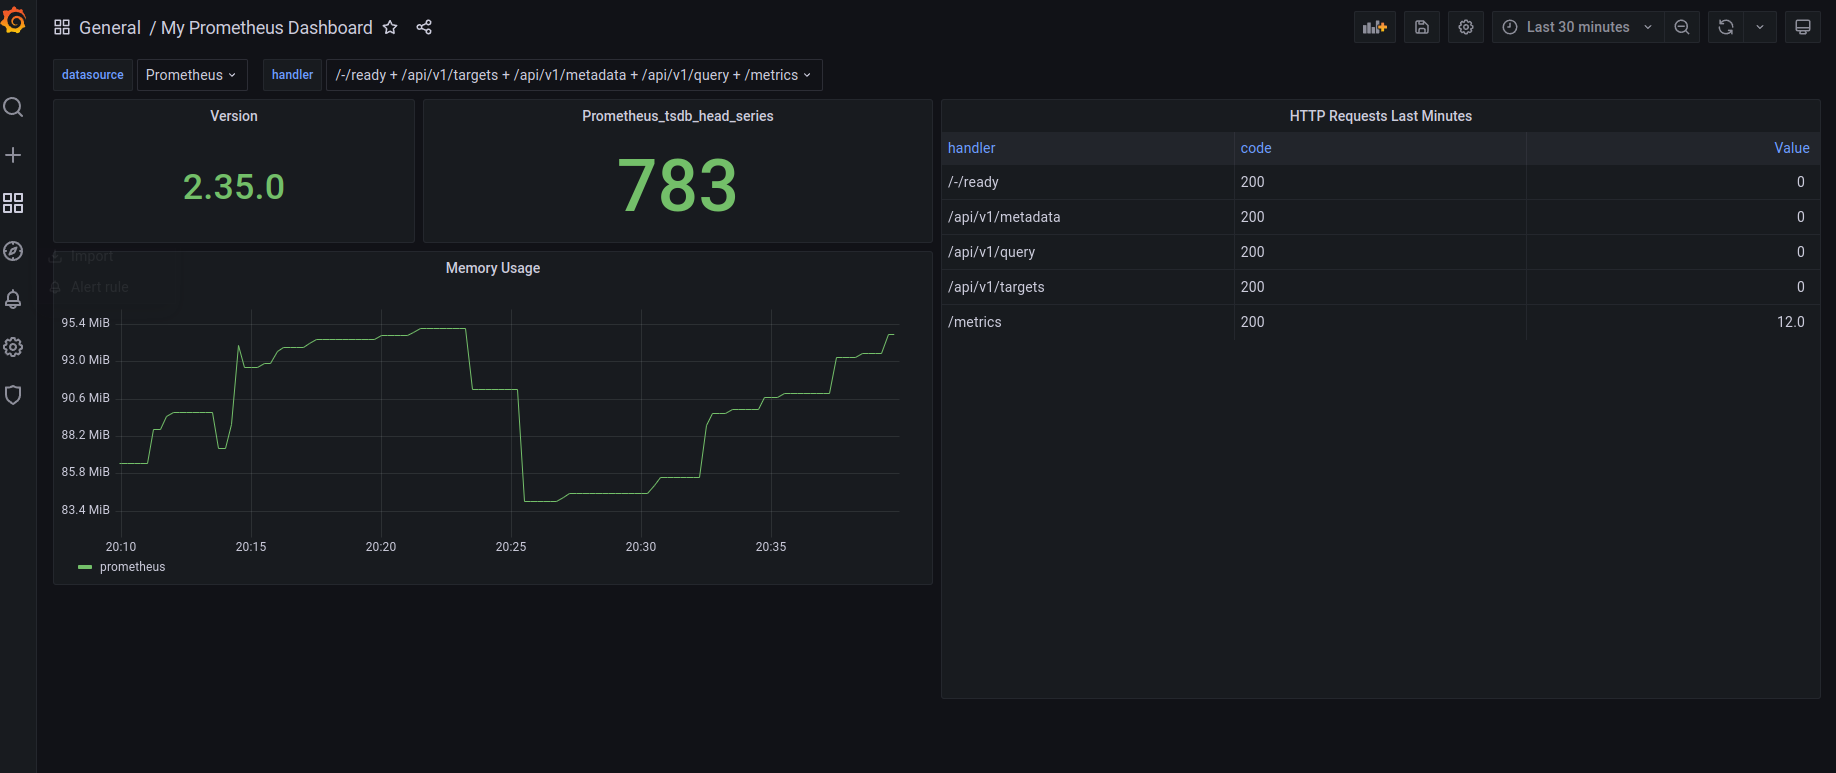 General / My Prometheus Dashboard
Last 30 minutes
datasource Prometheus handler /-/ready + /api/v1/targets + /api/v1/metadata + /api/v1/query + /metrics
Version
2.35.0
Prometheus_tsdb_head_series
783
HTTP Requests Last Minutes
handler code Value
/-/ready 200 0
/api/v1/metadata 200 0
/api/v1/query 200 0
/api/v1/targets 200 0
/metrics 200 12.0
Import
Alert rule
Memory Usage
95.4 MiB
93.0 MiB
90.6 MiB
88.2 MiB
85.8 MiB
83.4 MiB
20:10 20:15 20:20 20:25 20:30 20:35
prometheus